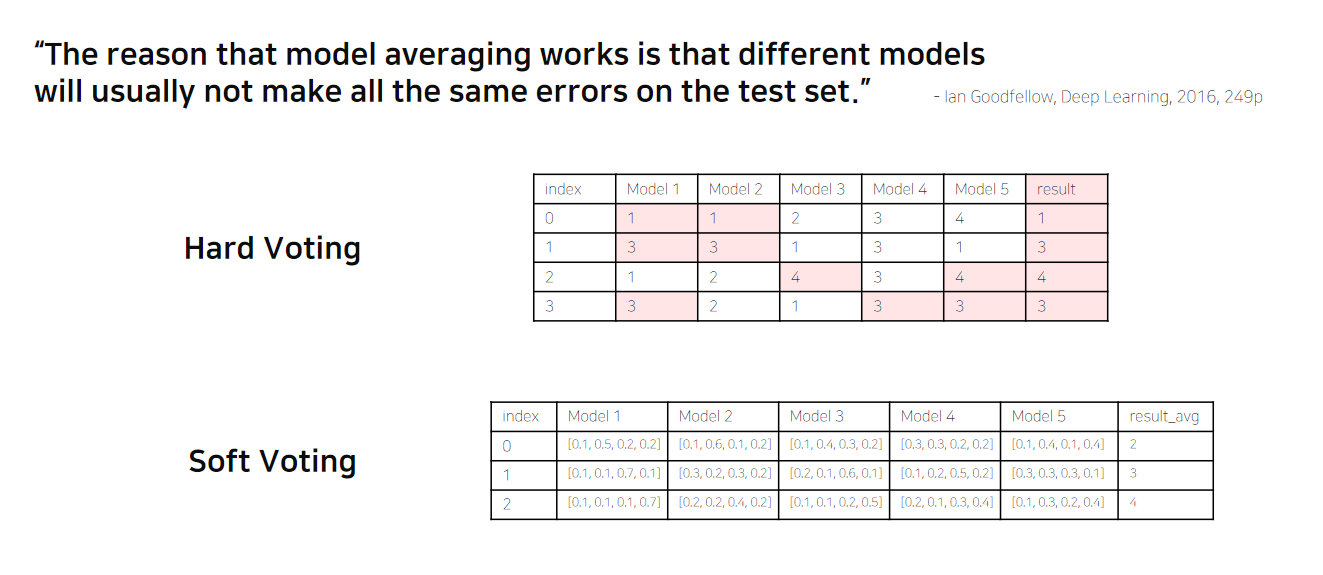 “The reason that model averaging works is that different models
will usually not make all the same errors on the test set.”
- Ian Goodfellow, Deep Learning, 2016, 249p
Hard Voting
index Model 1 Model 2 Model 3 Model 4 Model 5 result
0 1 1 2 3 4 1
1 3 3 1 3 1 3
2 1 2 4 3 4 4
3 3 2 1 3 3 3
Soft Voting
index Model 1 Model 2 Model 3 Model 4 Model 5 result_avg
0 [0.1, 0.5, 0.2, 0.2] [0.1, 0.6, 0.1, 0.2] [0.1, 0.4, 0.3, 0.2] [0.3, 0.3, 0.2, 0.2] [0.1, 0.4, 0.1, 0.4] 2
1 [0.1, 0.1, 0.7, 0.1] [0.3, 0.2, 0.3, 0.2] [0.2, 0.1, 0.6, 0.1] [0.1, 0.2, 0.5, 0.2] [0.3, 0.3, 0.3, 0.1] 3
2 [0.1, 0.1, 0.1, 0.7] [0.2, 0.2, 0.4, 0.2] [0.1, 0.1, 0.2, 0.5] [0.2, 0.1, 0.3, 0.4] [0.1, 0.3, 0.2, 0.4] 4